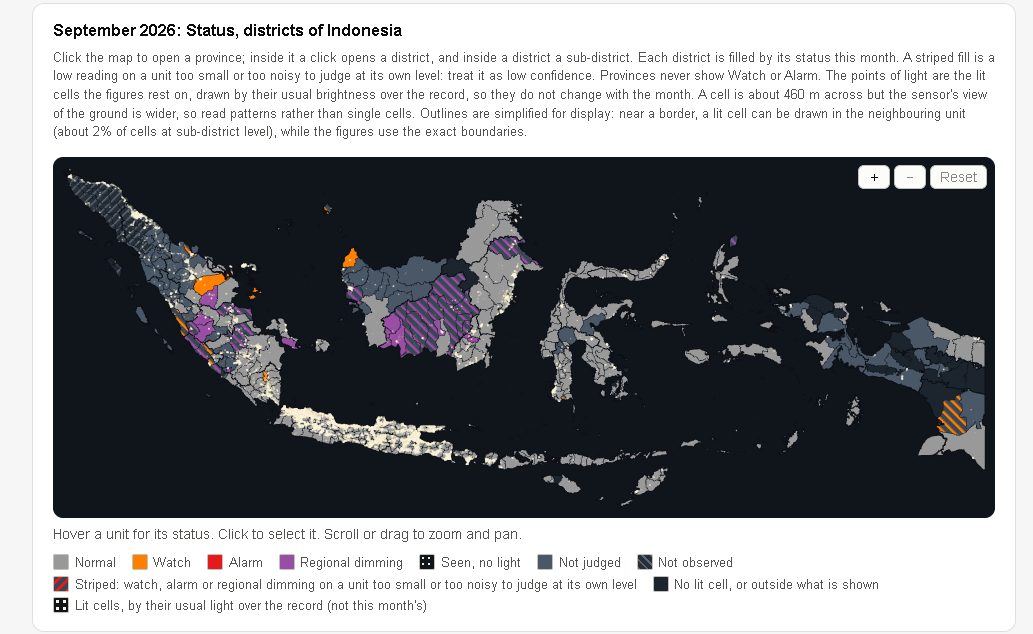 September 2026: Status, districts of Indonesia
Click the map to open a province; inside it a click opens a district, and inside a district a sub-district. Each district is filled by its status this month. A striped fill is a
low reading on a unit too small or too noisy to judge at its own level: treat it as low confidence. Provinces never show Watch or Alarm. The points of light are the lit
cells the figures rest on, drawn by their usual brightness over the record, so they do not change with the month. A cell is about 460 m across but the sensor's view
of the ground is wider, so read patterns rather than single cells. Outlines are simplified for display: near a border, a lit cell can be drawn in the neighbouring unit
(about 2% of cells at sub-district level), while the figures use the exact boundaries.
+ − Reset
Hover a unit for its status. Click to select it. Scroll or drag to zoom and pan.
Normal Watch Alarm Regional dimming Seen, no light Not judged Not observed
Striped: watch, alarm or regional dimming on a unit too small or too noisy to judge at its own level No lit cell, or outside what is shown
Lit cells, by their usual light over the record (not this month's)